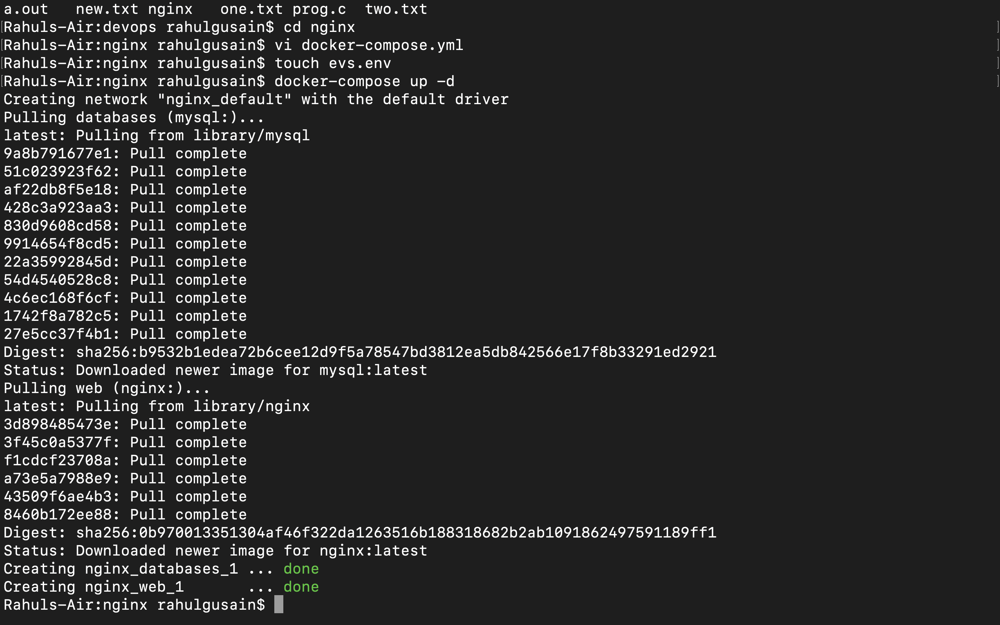 a.out   new.txt nginx   one.txt prog.c  two.txt
[Rahuls-Air:devops rahulgusain$ cd nginx ]
[Rahuls-Air:nginx rahulgusain$ vi docker-compose.yml ]
[Rahuls-Air:nginx rahulgusain$ touch evs.env ]
[Rahuls-Air:nginx rahulgusain$ docker-compose up -d ]
Creating network "nginx_default" with the default driver
Pulling databases (mysql:)...
latest: Pulling from library/mysql
9a8b791677e1: Pull complete
51c023923f62: Pull complete
af22db8f5e18: Pull complete
428c3a923aa3: Pull complete
830d9608cd58: Pull complete
9914654f8cd5: Pull complete
22a35992845d: Pull complete
54d4540528c8: Pull complete
4c6ec168f6cf: Pull complete
1742f8a782c5: Pull complete
27e5cc37f4b1: Pull complete
Digest: sha256:b9532b1edea72b6cee12d9f5a78547bd3812ea5db842566e17f8b33291ed2921
Status: Downloaded newer image for mysql:latest
Pulling web (nginx:)...
latest: Pulling from library/nginx
3d898485473e: Pull complete
3f45c0a5377f: Pull complete
f1cdcf23708a: Pull complete
a73e5a7988e9: Pull complete
43509f6ae4b3: Pull complete
8460b172ee88: Pull complete
Digest: sha256:0b970013351304af46f322da1263516b188318682b2ab1091862497591189ff1
Status: Downloaded newer image for nginx:latest
Creating nginx_databases_1 ... done
Creating nginx_web_1       ... done
Rahuls-Air:nginx rahulgusain$